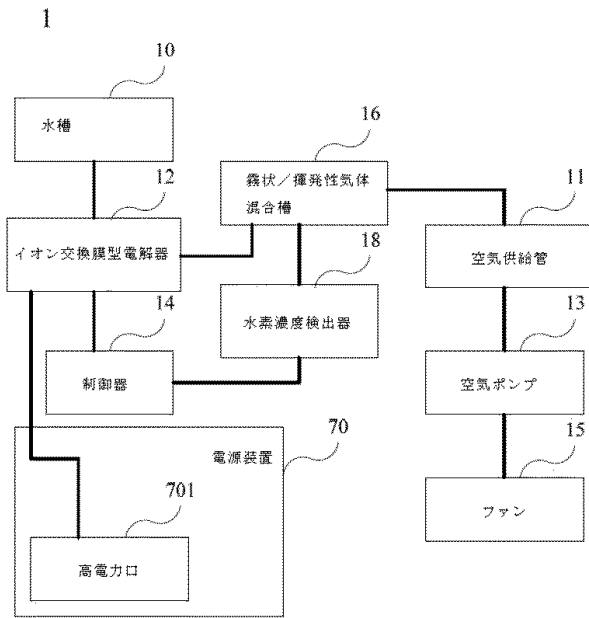 1
10
水槽
12
イオン交換膜型電解器
14
制御器
16
霧状／揮発性気体
混合槽
18
水素濃度検出器
11
空気供給管
13
空気ポンプ
15
ファン
70
電源装置
701
高電力口